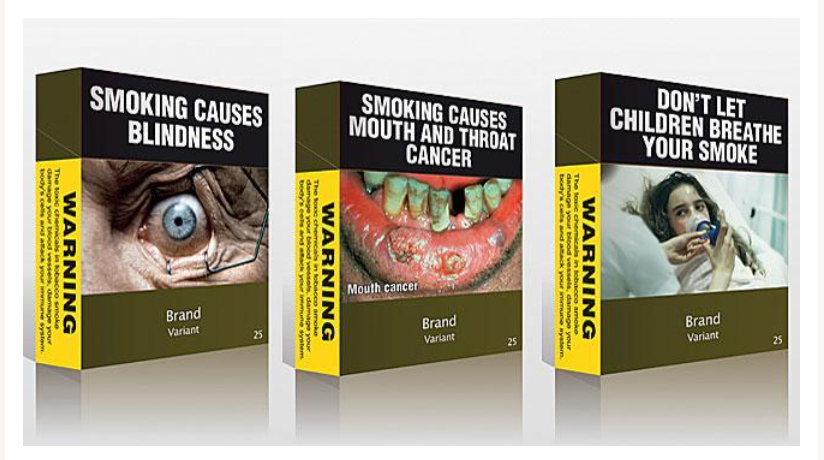 SMOKING CAUSES
BLINDNESS
WARNING
The toxic chemicals in tobacco smoke
damage your blood vessels, damage your
body's cells and attack your immune system.
Brand
Variant
25
SMOKING CAUSES
MOUTH AND THROAT
CANCER
Mouth cancer
WARNING
The toxic chemicals in tobacco smoke
damage your blood vessels, damage your
body's cells and attack your immune system.
Brand
Variant
25
DON'T LET
CHILDREN BREATHE
YOUR SMOKE
WARNING
The toxic chemicals in tobacco smoke
damage your blood vessels, damage your
body's cells and attack your immune system.
Brand
Variant
25